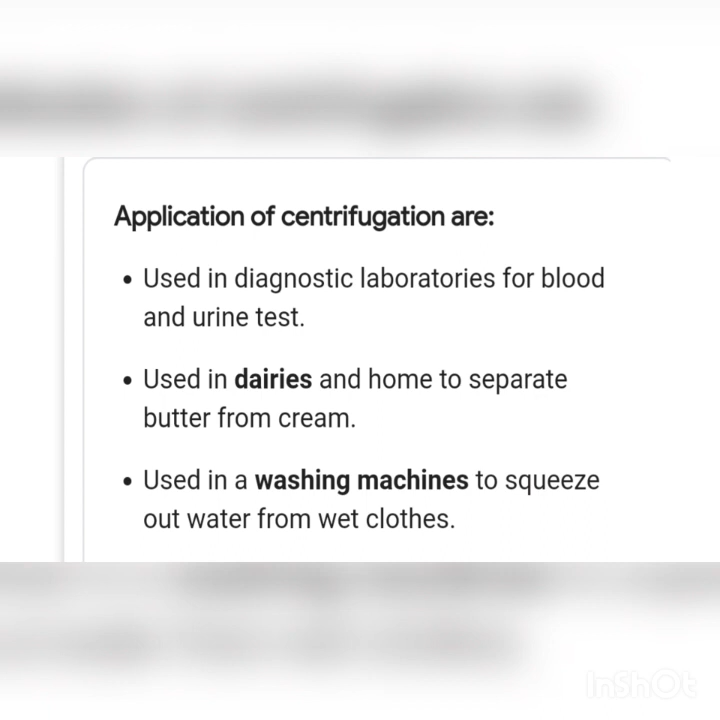 Application of centrifugation are:
• Used in diagnostic laboratories for blood
and urine test.
• Used in dairies and home to separate
butter from cream.
• Used in a washing machines to squeeze
out water from wet clothes.
InShOt